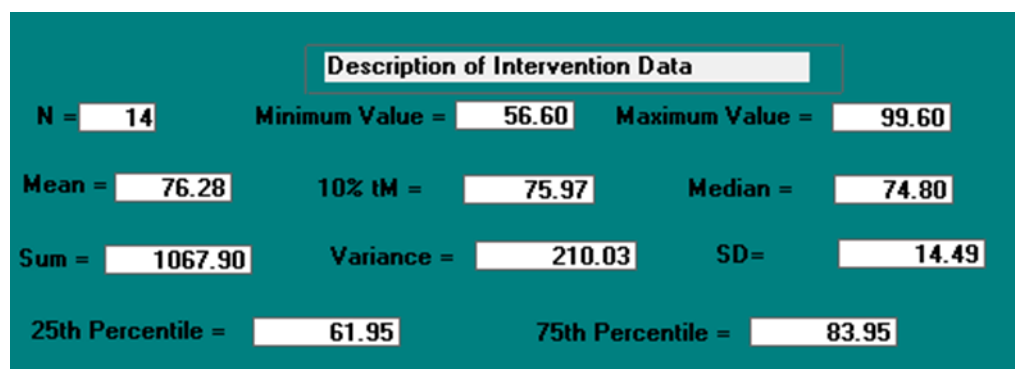 Description of Intervention Data
N = 14 Minimum Value = 56.60 Maximum Value = 99.60
Mean = 76.28 10% tM = 75.97 Median = 74.80
Sum = 1067.90 Variance = 210.03 SD= 14.49
25th Percentile = 61.95 75th Percentile = 83.95